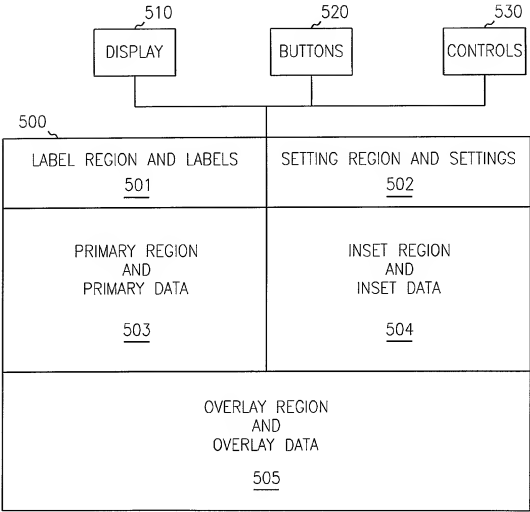 510
520
530
DISPLAY
BUTTONS
CONTROLS
500
LABEL REGION AND LABELS
501
SETTING REGION AND SETTINGS
502
PRIMARY REGION
AND
PRIMARY DATA
503
INSET REGION
AND
INSET DATA
504
OVERLAY REGION
AND
OVERLAY DATA
505